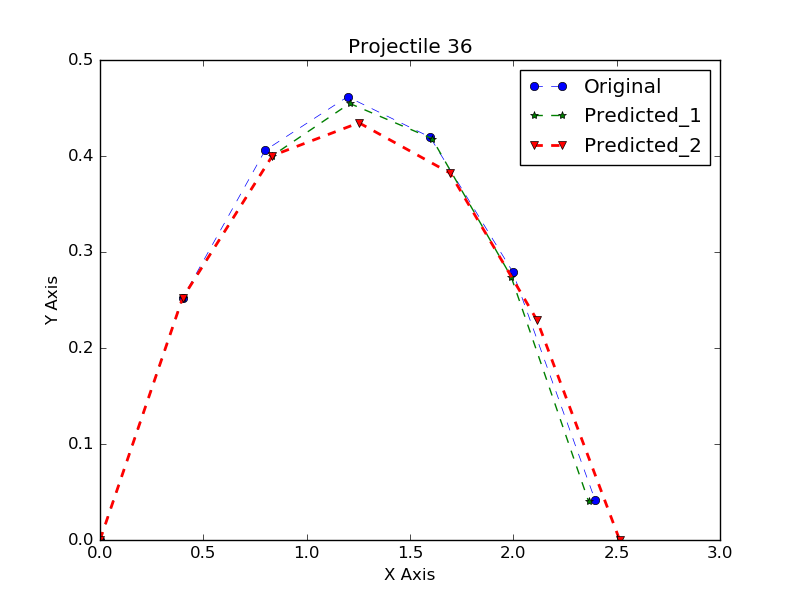 Projectile 36
Original
Predicted_1
Predicted_2
0.5
0.4
0.3
0.2
0.1
0.0
Y Axis
0.0 0.5 1.0 1.5 2.0 2.5 3.0
X Axis